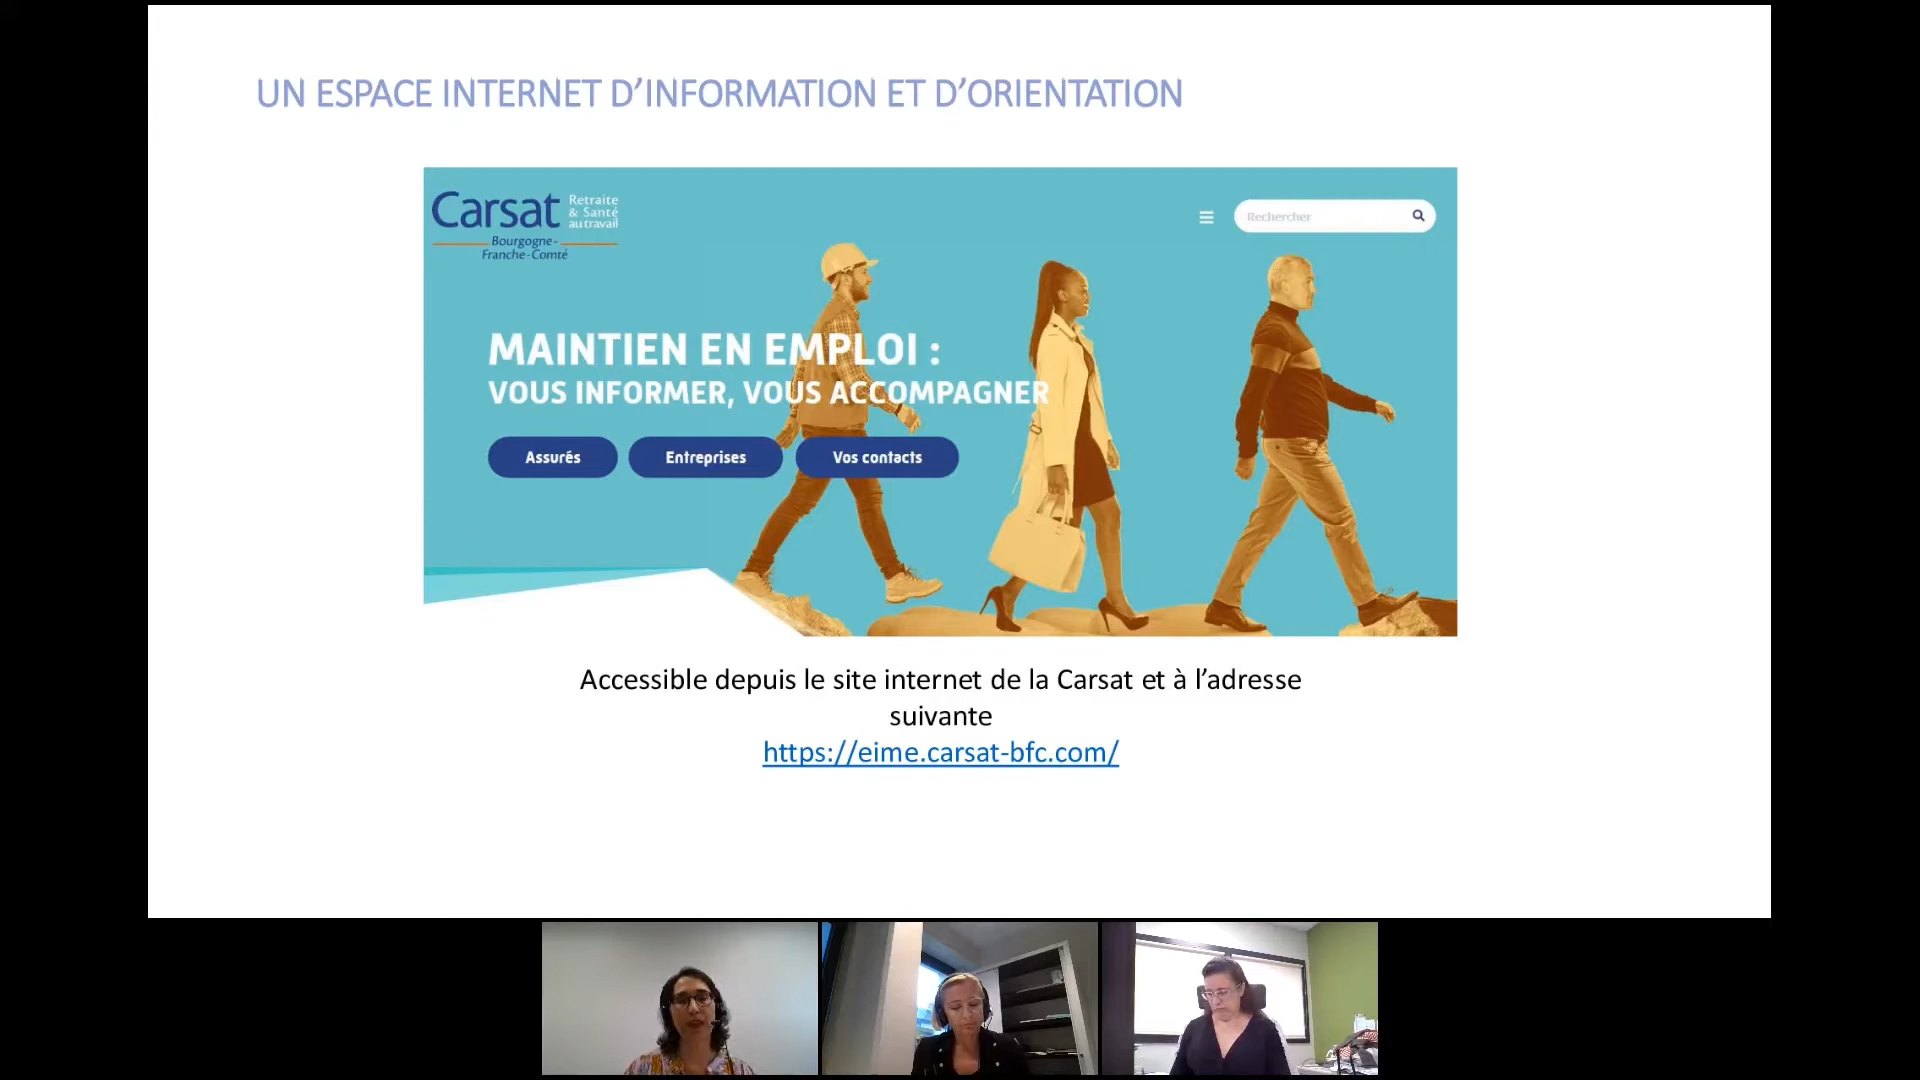 UN ESPACE INTERNET D’INFORMATION ET D’ORIENTATION
Carsat
Retraite
& Santé
au travail
Bourgogne-
Franche-Comté
Rechercher
MAINTIEN EN EMPLOI :
VOUS INFORMER, VOUS ACCOMPAGNER
Assurés
Entreprises
Vos contacts
Accessible depuis le site internet de la Carsat et à l’adresse
suivante
https://eime.carsat-bfc.com/